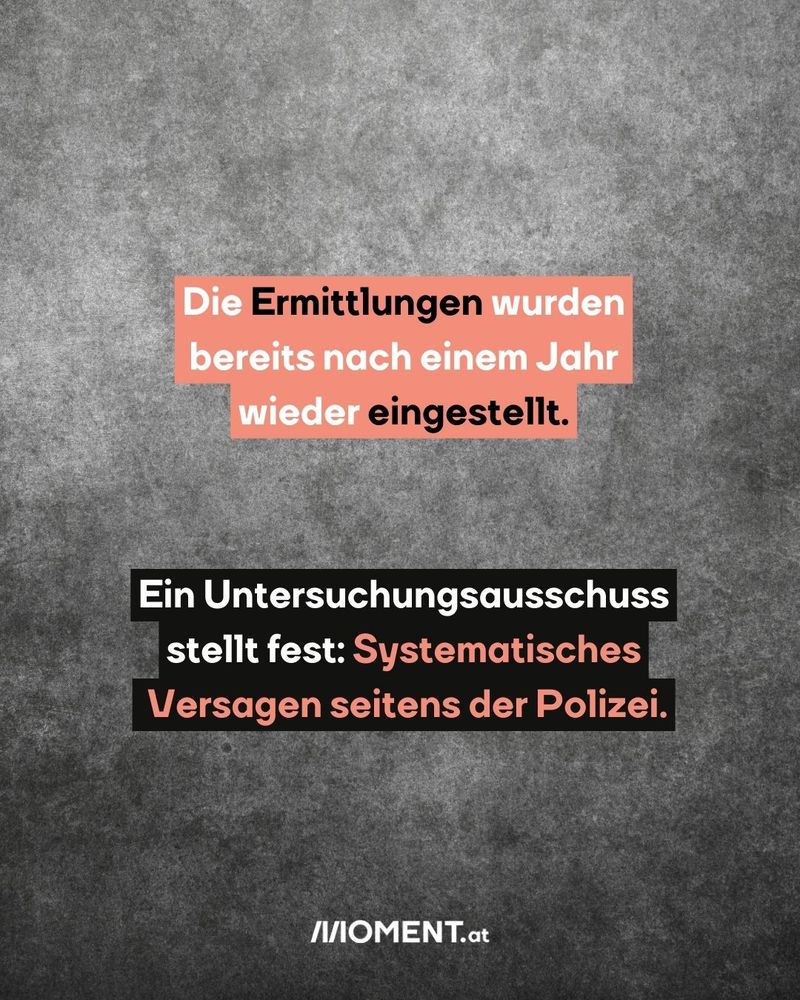 Die Ermittlungen wurden
bereits nach einem Jahr
wieder eingestellt.
Ein Untersuchungsausschuss
stellt fest: Systematisches
Versagen seitens der Polizei.
MOMENT.at